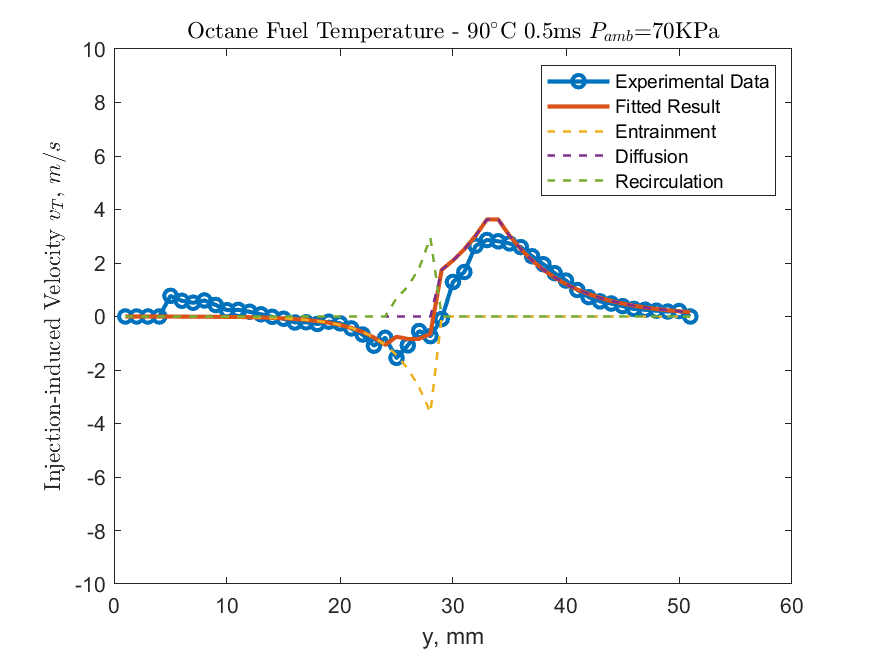 Octane Fuel Temperature - 90°C 0.5ms P_amb=70KPa
Injection-induced Velocity v_T, m/s
10
8
6
4
2
0
-2
-4
-6
-8
-10
Experimental Data
Fitted Result
Entrainment
Diffusion
Recirculation
0 10 20 30 40 50 60
y, mm